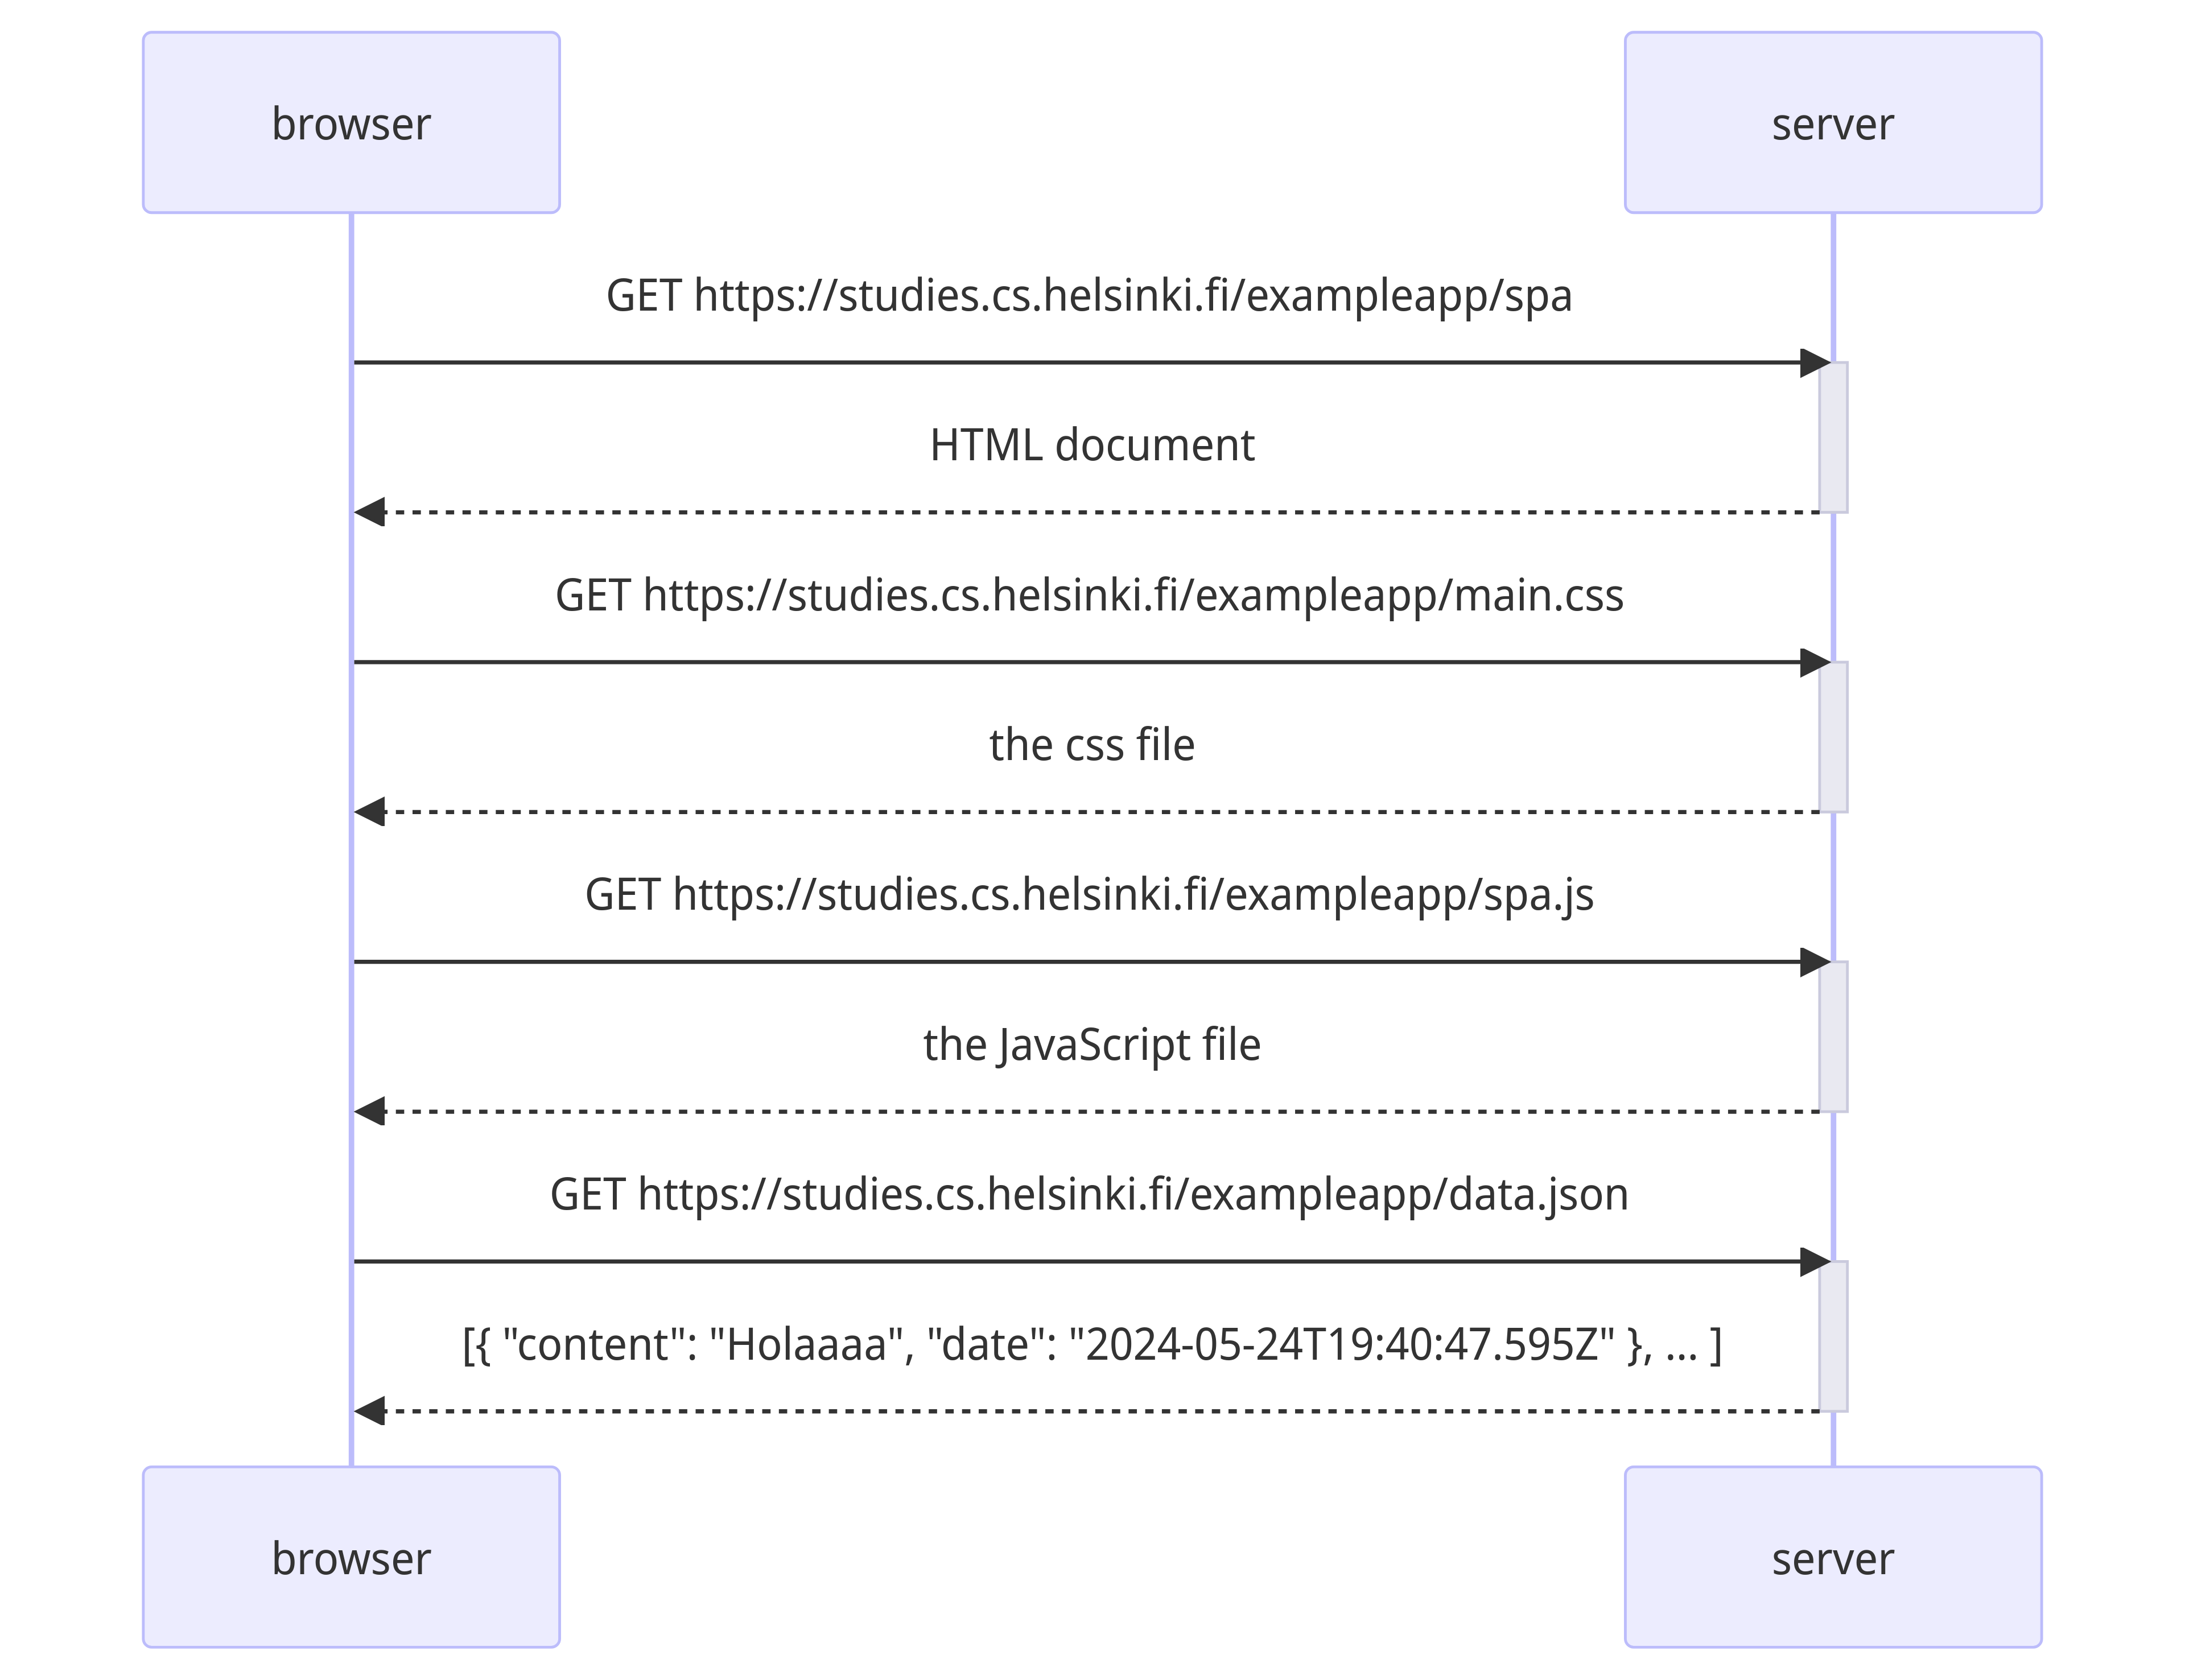 browser
server
GET https://studies.cs.helsinki.fi/exampleapp/spa
HTML document
GET https://studies.cs.helsinki.fi/exampleapp/main.css
the css file
GET https://studies.cs.helsinki.fi/exampleapp/spa.js
the JavaScript file
GET https://studies.cs.helsinki.fi/exampleapp/data.json
[{ "content": "Holaaaa", "date": "2024-05-24T19:40:47.595Z" }, ... ]
browser
server